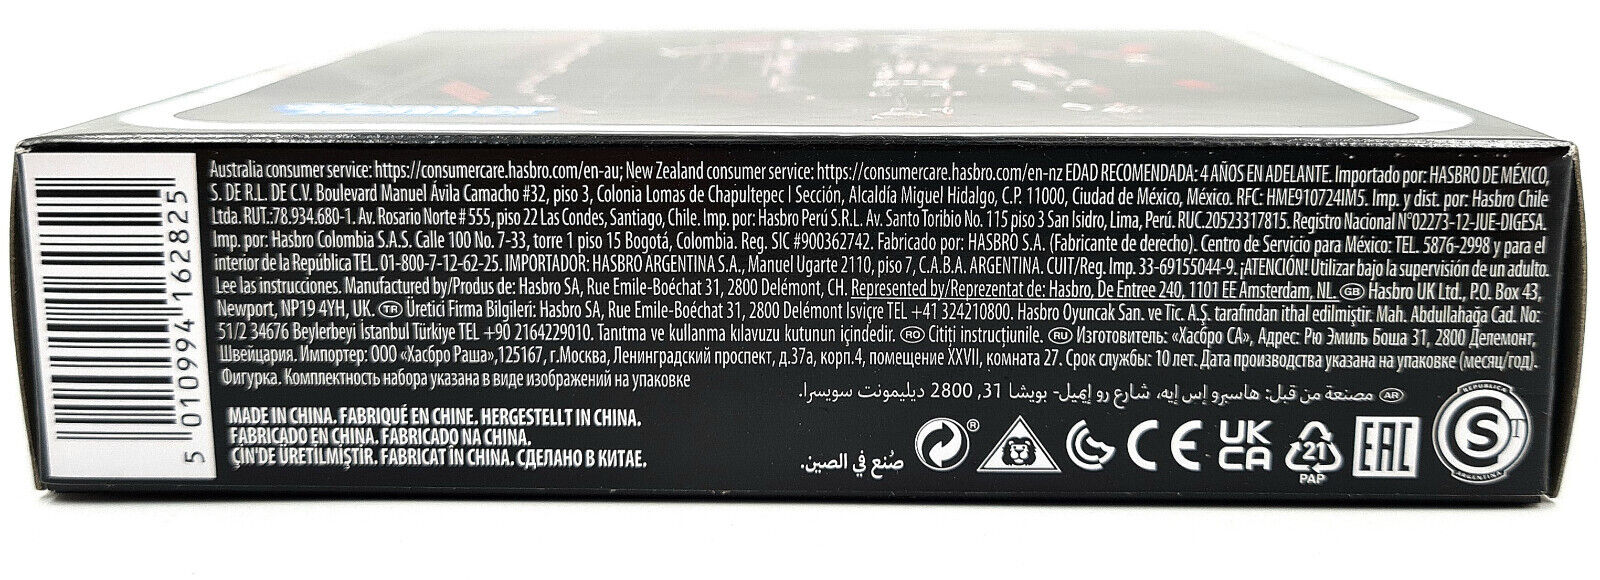 Kenner
Australia consumer service: https://consumercare.hasbro.com/en-au; New Zealand consumer service: https://consumercare.hasbro.com/en-nz EDAD RECOMENDADA: 4 AÑOS EN ADELANTE. Importado por: HASBRO DE MÉXICO,
S. DE R.L. DE C.V. Boulevard Manuel Ávila Camacho #32, piso 3, Colonia Lomas de Chapultepec I Sección, Alcaldía Miguel Hidalgo, C.P. 11000, Ciudad de México, México. RFC: HME910724IM5. Imp. y dist. por: Hasbro Chile
Ltda. RUT:78.934.680-1. Av. Rosario Norte # 555, piso 22 Las Condes, Santiago, Chile. Imp. por: Hasbro Perú S.R.L. Av. Santo Toribio No. 115 piso 3 San Isidro, Lima, Perú. RUC 20523317815. Registro Nacional N°02273-12-JUE-DIGESA.
Imp. por: Hasbro Colombia S.A.S. Calle 100 No. 7-33, torre 1 piso 15 Bogotá, Colombia. Reg. SIC #900362742. Fabricado por: HASBRO S.A. (Fabricante de derecho). Centro de Servicio para México: TEL. 5876-2998 y para el
interior de la República TEL. 01-800-7-12-62-25. IMPORTADOR: HASBRO ARGENTINA S.A., Manuel Ugarte 2110, piso 7, C.A.B.A. ARGENTINA. CUIT/Reg. Imp. 33-69155044-9. ¡ATENCIÓN! Utilizar bajo la supervisión de un adulto.
Lee las instrucciones. Manufactured by/Produs de: Hasbro SA, Rue Emile-Boéchat 31, 2800 Delémont, CH. Represented by/Reprezentat de: Hasbro, De Entree 240, 1101 EE Amsterdam, NL. GB Hasbro UK Ltd., P.O. Box 43,
Newport, NP19 4YH, UK. TR Üretici Firma Bilgileri: Hasbro SA, Rue Emile-Boéchat 31, 2800 Delémont İsviçre TEL +41 324210800. Hasbro Oyuncak San. ve Tic. A.Ş. tarafından ithal edilmiştir. Mah. Abdullahağa Cad. No:
51/2 34676 Beylerbeyi İstanbul Türkiye TEL +90 2164229010. Tanıtma ve kullanma kılavuzu kutunun içindedir. RO Citiți instrucțiunile. RU Изготовитель: «Хасбро СА», Адрес: Рю Эмиль Боша 31, 2800 Делемонт,
Швейцария. Импортер: ООО «Хасбро Раша»,125167, г.Москва, Ленинградский проспект, д.37а, корп.4, помещение XXVII, комната 27. Срок службы: 10 лет. Дата производства указана на упаковке (месяц/год).
Фигурка. Комплектность набора указана в виде изображений на упаковке
AR مصنعة من قبل: هاسبرو إس إيه، شارع رو إيميل- بويشا 31, 2800 ديليمونت سويسرا.
MADE IN CHINA. FABRIQUÉ EN CHINE. HERGESTELLT IN CHINA.
FABRICADO EN CHINA. FABRICADO NA CHINA.
ÇİN'DE ÜRETİLMİŞTİR. FABRICAT ÎN CHINA. СДЕЛАНО В КИТАЕ.
صُنع في الصين.
®
CE
UK
CA
21
PAP
EAC
REPUBLICA
S
ARGENTINA
5 010994 162825